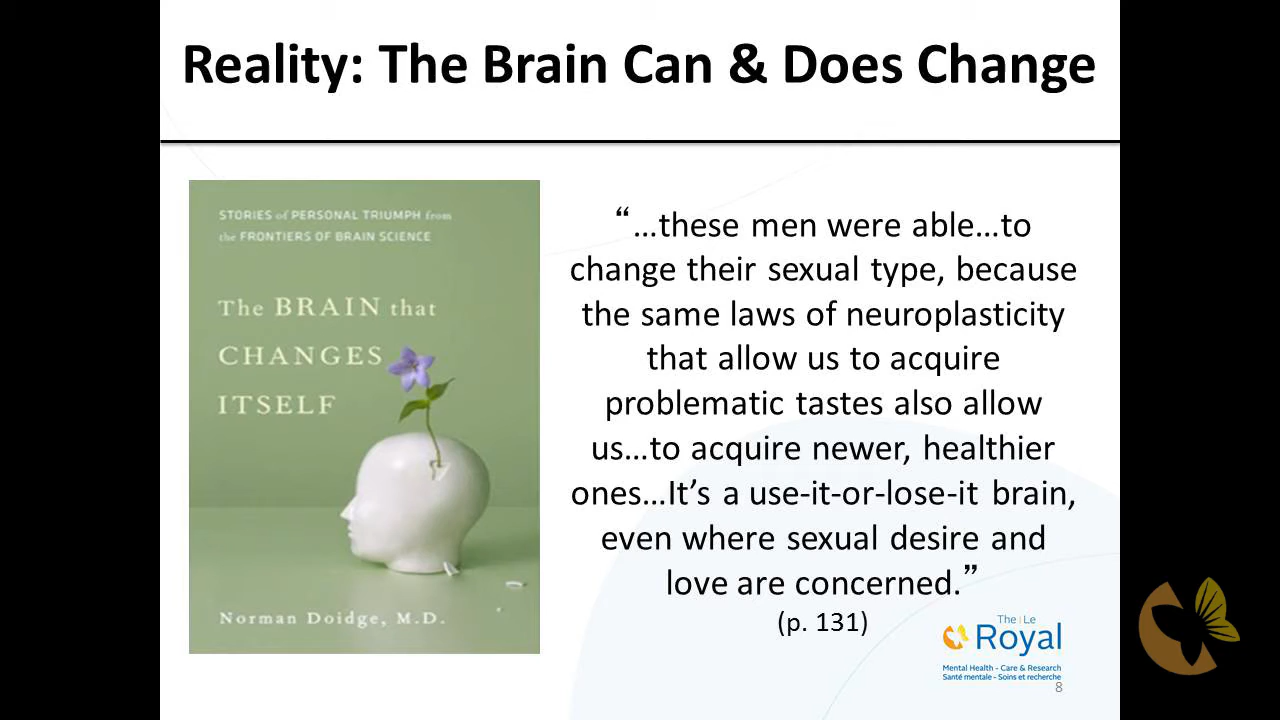 Reality: The Brain Can & Does Change
STORIES of PERSONAL TRIUMPH from
the FRONTIERS OF BRAIN SCIENCE
The BRAIN that
CHANGES
ITSELF
Norman Doidge, M.D.
“…these men were able…to
change their sexual type, because
the same laws of neuroplasticity
that allow us to acquire
problematic tastes also allow
us…to acquire newer, healthier
ones…It’s a use-it-or-lose-it brain,
even where sexual desire and
love are concerned.”
(p. 131)
The | Le
Royal
Mental Health - Care & Research
Santé mentale - Soins et recherche
8